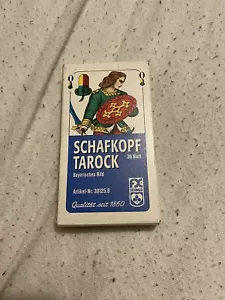 SCHAFKOPF
TAROCK
36 Blatt
Bayerisches Bild
Artikel-Nr. 30125.8
Qualität seit 1860